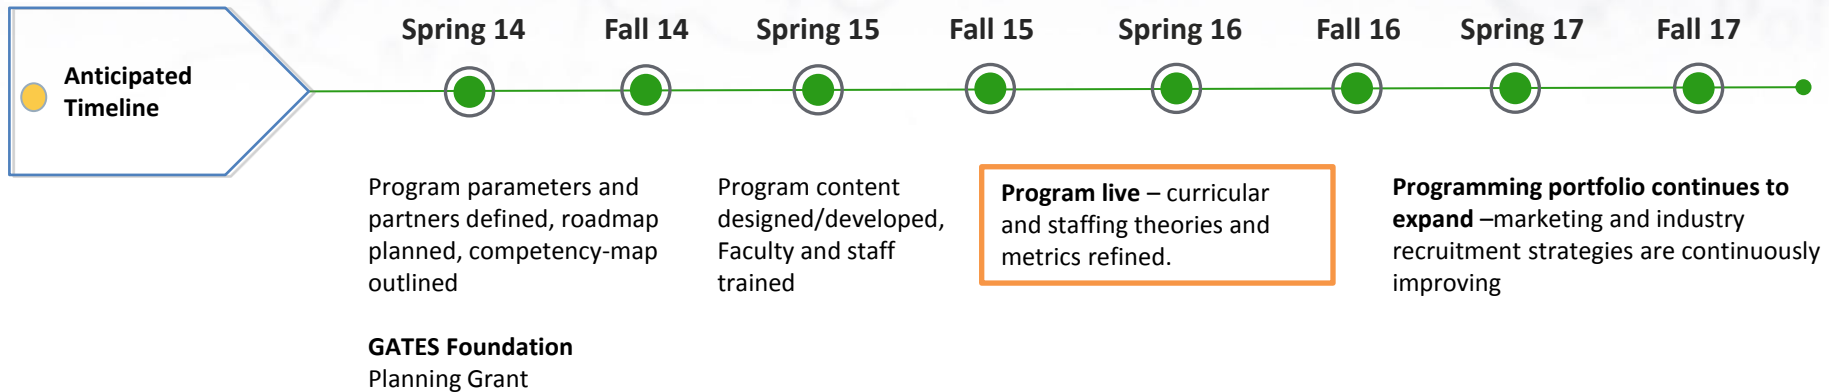 Anticipated
Timeline
Spring 14
Fall 14
Spring 15
Fall 15
Spring 16
Fall 16
Spring 17
Fall 17
Program parameters and
partners defined, roadmap
planned, competency-map
outlined
GATES Foundation
Planning Grant
Program content
designed/developed,
Faculty and staff
trained
Program live – curricular
and staffing theories and
metrics refined.
Programming portfolio continues to
expand –marketing and industry
recruitment strategies are continuously
improving